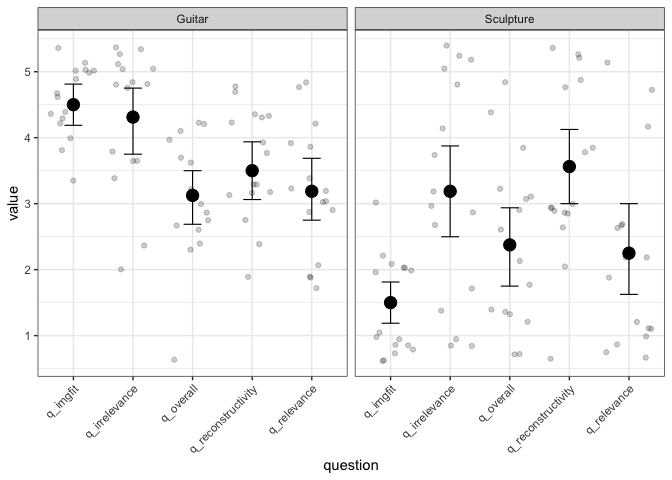 Guitar
Sculpture
value
5
4
3
2
1
q_imgfit
q_irrelevance
q_overall
q_reconstructivity
q_relevance
q_imgfit
q_irrelevance
q_overall
q_reconstructivity
q_relevance
question